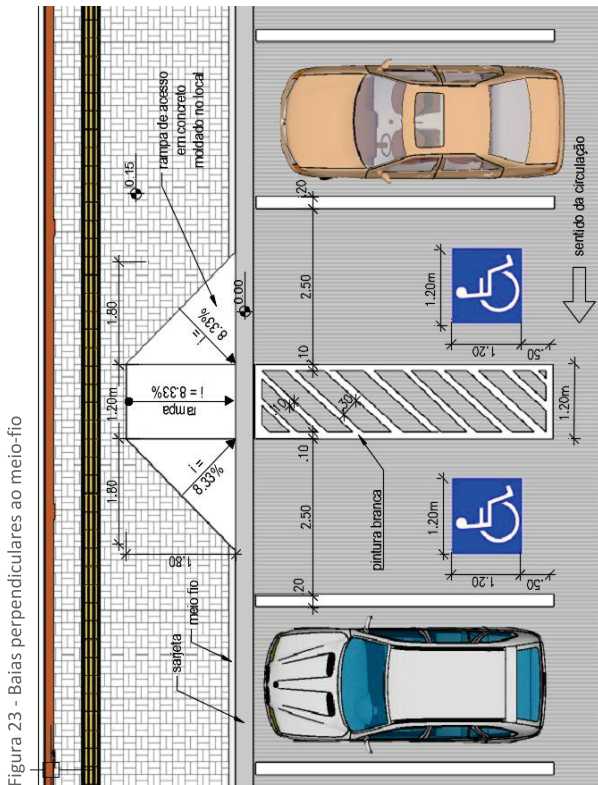 Figura 23 - Baias perpendiculares ao meio-fio
sarjeta
meio fio
1.80
1.80
1.20m
1.80
i =
8.33%
rampa
i = 8.33%
i =
8.33%
rampa de acesso
em concreto
moldado no local
0.15
0.00
.20
2.50
.10
.10
2.50
.20
.10
.30
pintura branca
1.20m
1.20
.50
1.20m
1.20m
1.20
.50
sentido da circulação